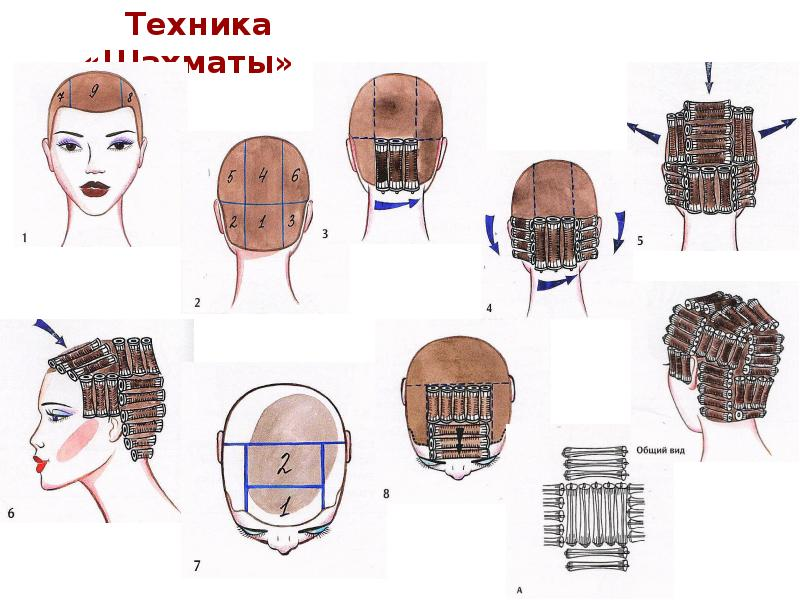 Техника
«Шахматы»
7 9 8
1
5 4 6
2 1 3
2
3
4
5
6
2
1
7
8
Общий вид
А